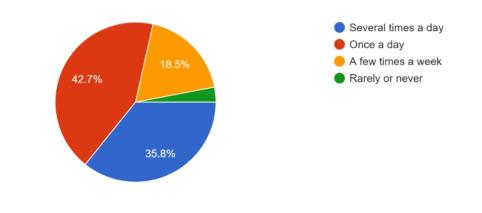 Several times a day
Once a day
A few times a week
Rarely or never
42.7%
18.5%
35.8%